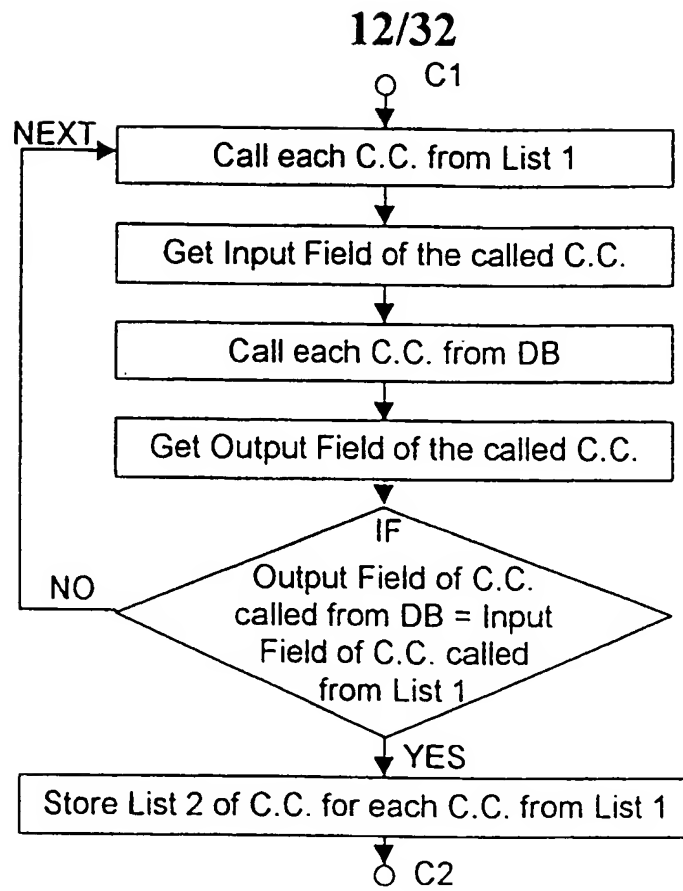 12/32
C1
NEXT
Call each C.C. from List 1
Get Input Field of the called C.C.
Call each C.C. from DB
Get Output Field of the called C.C.
IF
NO
Output Field of C.C.
called from DB = Input
Field of C.C. called
from List 1
YES
Store List 2 of C.C. for each C.C. from List 1
C2